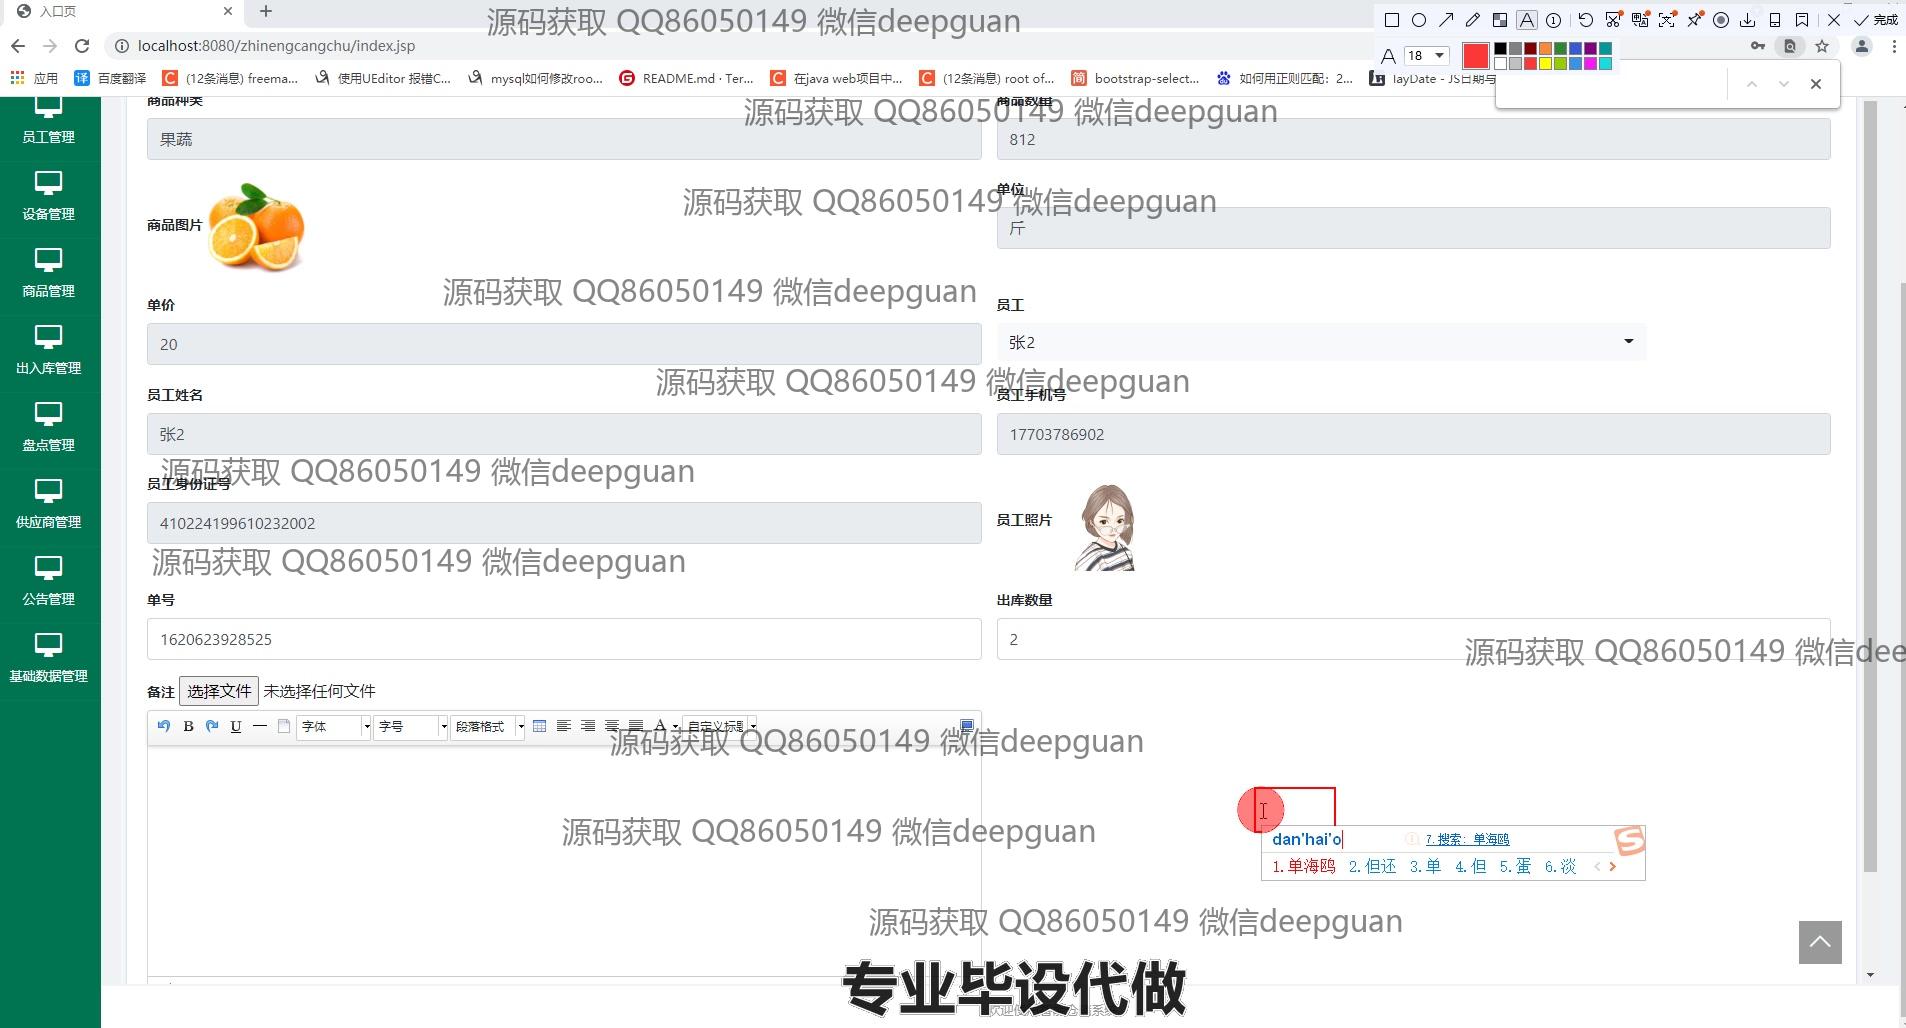 入口页
源码获取 QQ86050149 微信deepguan
完成
localhost:8080/zhinengcangchu/index.jsp
18
应用
百度翻译
(12条消息) freema...
使用UEditor 报错C...
mysql如何修改roo...
README.md · Ter...
在java web项目中...
(12条消息) root of...
bootstrap-select...
如何用正则匹配：2...
layDate - JS日期与
商品种类
商品数量
源码获取 QQ86050149 微信deepguan
员工管理
果蔬
812
设备管理
单位
源码获取 QQ86050149 微信deepguan
商品图片
斤
商品管理
源码获取 QQ86050149 微信deepguan
单价
员工
20
张2
出入库管理
源码获取 QQ86050149 微信deepguan
员工姓名
员工手机号
张2
17703786902
盘点管理
源码获取 QQ86050149 微信deepguan
员工身份证号
410224199610232002
员工照片
供应商管理
源码获取 QQ86050149 微信deepguan
公告管理
单号
出库数量
1620623928525
2
源码获取 QQ86050149 微信dee
基础数据管理
备注
选择文件
未选择任何文件
B
U
字体
字号
段落格式
A
自定义标题
源码获取 QQ86050149 微信deepguan
源码获取 QQ86050149 微信deepguan
dan'hai'o
7.搜索：单海鸥
1.单海鸥 2.但还 3.单 4.但 5.蛋 6.淡
源码获取 QQ86050149 微信deepguan
专业毕设代做